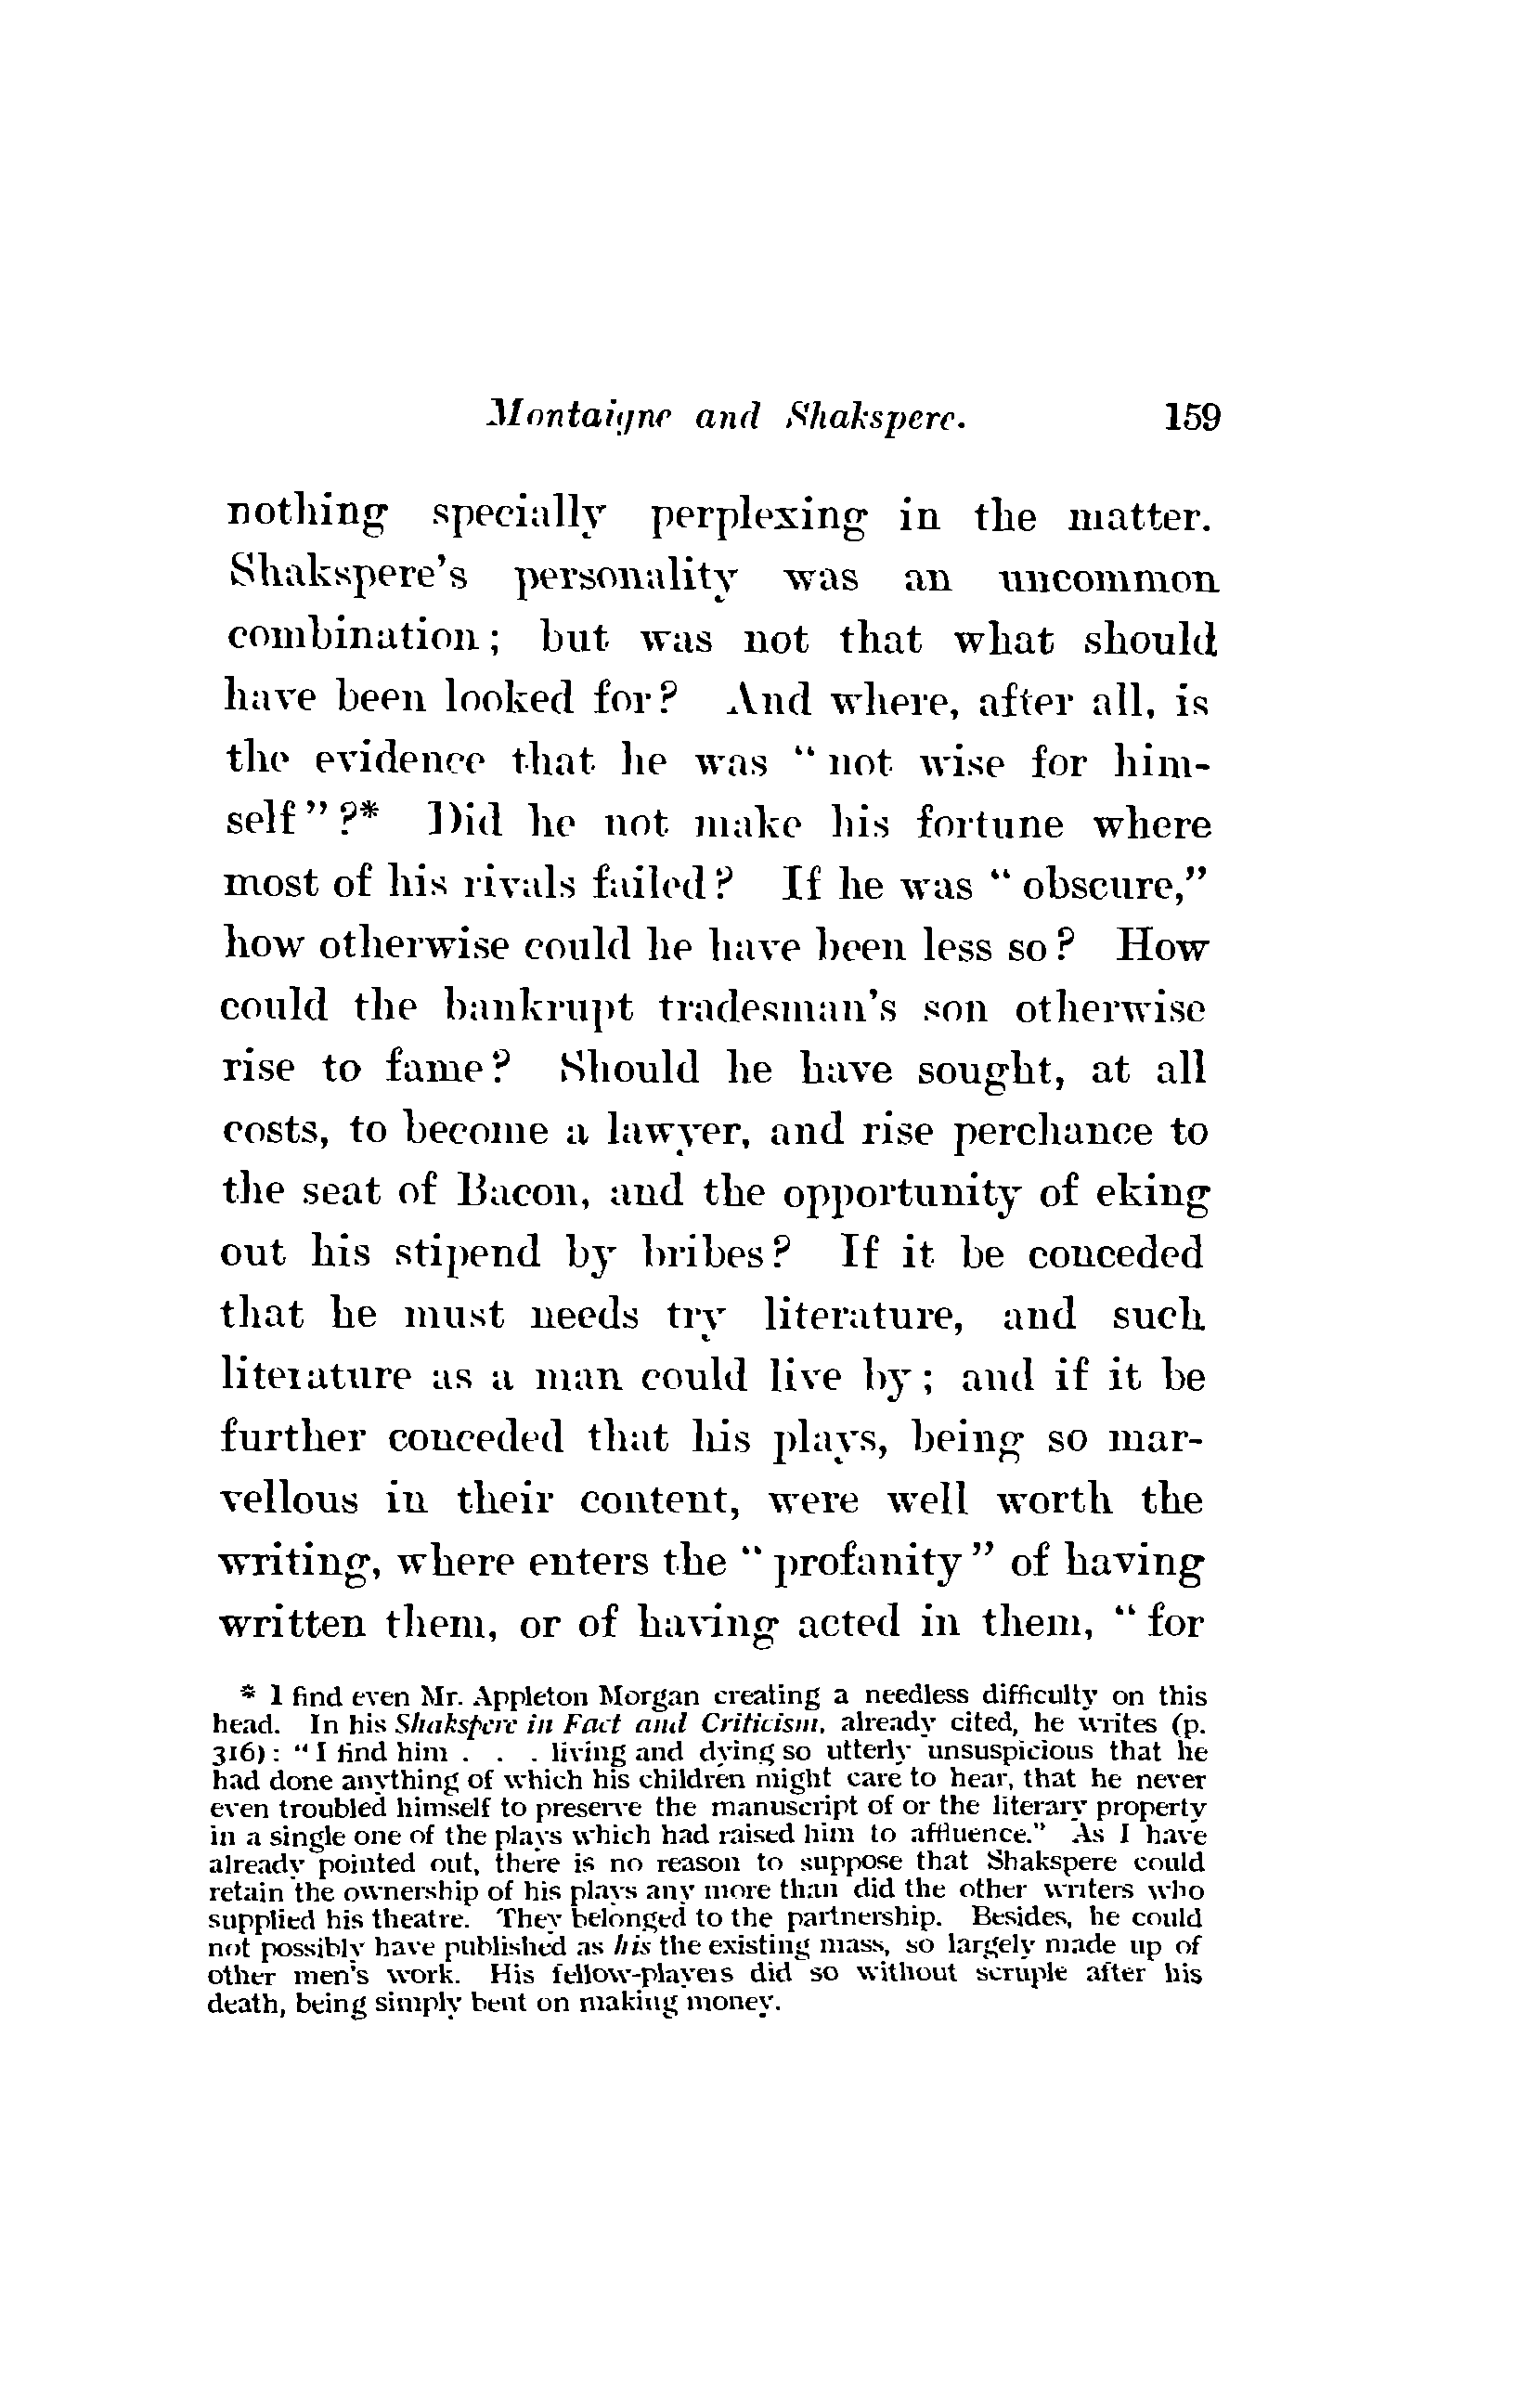 Montaigne and Shakspere. 159
nothing specially perplexing in the matter.
Shakspere's personality was an uncommon
combination; but was not that what should
have been looked for? And where, after all, is
the evidence that he was "not wise for him-
self"?* Did he not make his fortune where
most of his rivals failed? If he was "obscure,"
how otherwise could he have been less so? How
could the bankrupt tradesman's son otherwise
rise to fame? Should he have sought, at all
costs, to become a lawyer, and rise perchance to
the seat of Bacon, and the opportunity of eking
out his stipend by bribes? If it be conceded
that he must needs try literature, and such
literature as a man could live by; and if it be
further conceded that his plays, being so mar-
vellous in their content, were well worth the
writing, where enters the "profanity" of having
written them, or of having acted in them, "for
* I find even Mr. Appleton Morgan creating a needless difficulty on this
head. In his Shakspere in Fact and Criticism, already cited, he writes (p.
316): "I find him . . . living and dying so utterly unsuspicious that he
had done anything of which his children might care to hear, that he never
even troubled himself to preserve the manuscript of or the literary property
in a single one of the plays which had raised him to affluence." As I have
already pointed out, there is no reason to suppose that Shakspere could
retain the ownership of his plays any more than did the other writers who
supplied his theatre. They belonged to the partnership. Besides, he could
not possibly have published as his the existing mass, so largely made up of
other men's work. His fellow-players did so without scruple after his
death, being simply bent on making money.